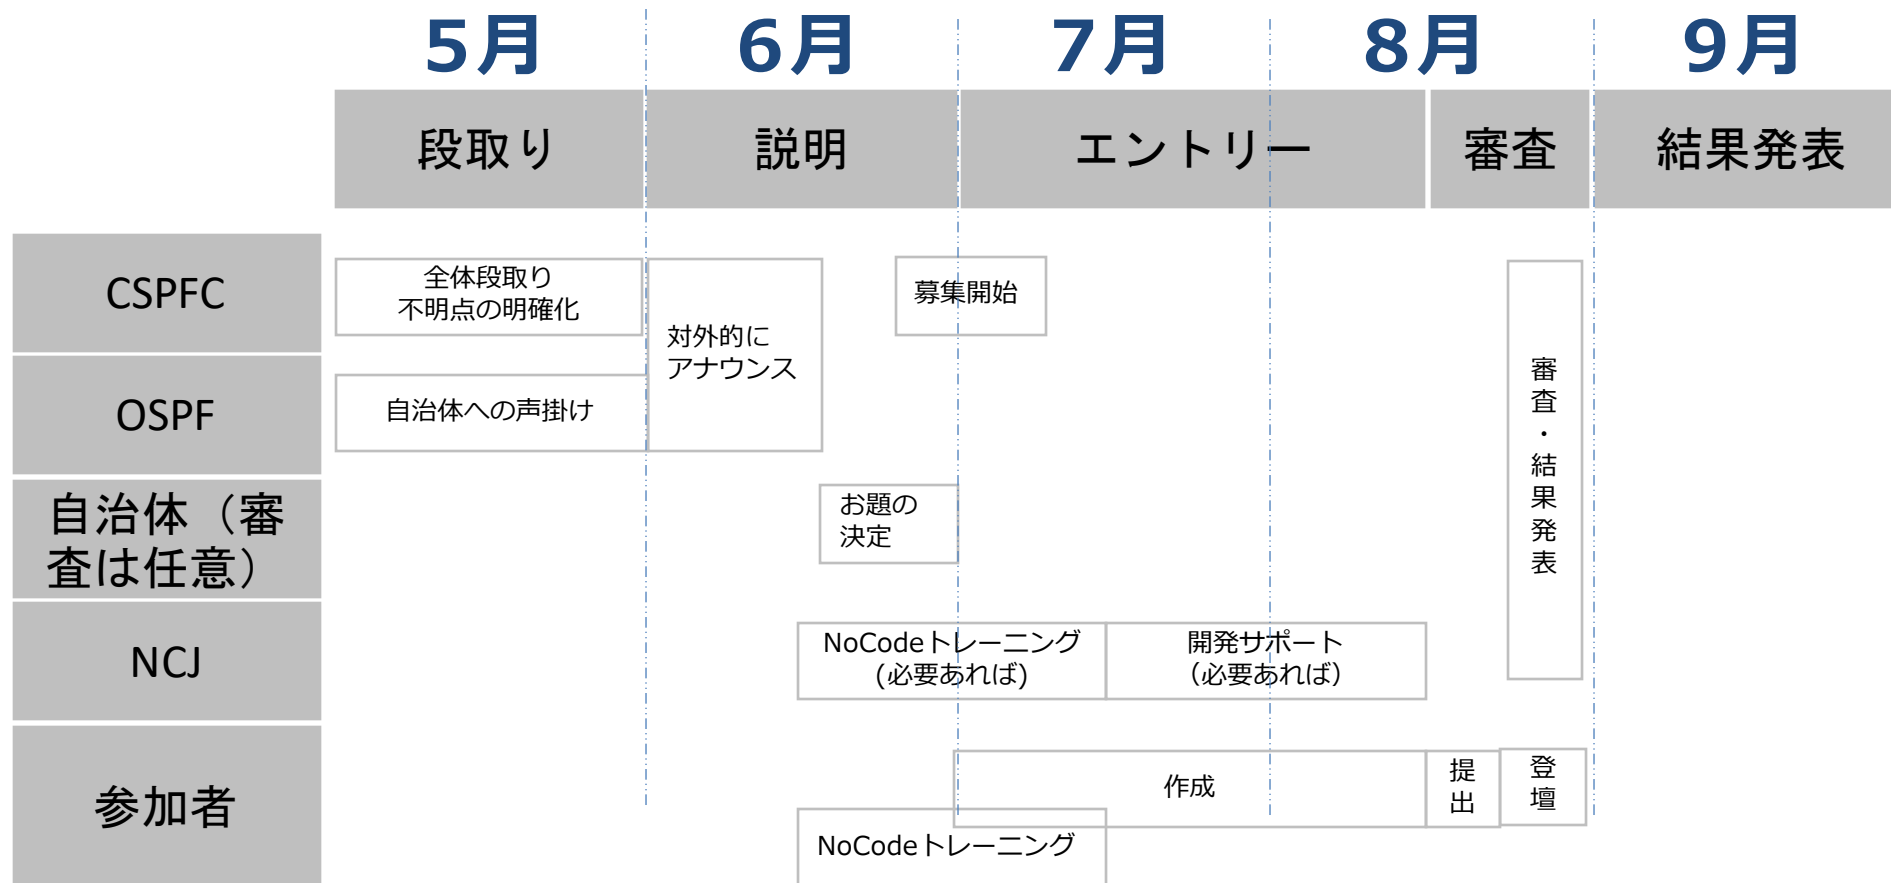 5月
6月
7月
8月
9月
段取り
説明
エントリー
審査
結果発表
CSPFC
全体段取り
不明点の明確化
対外的に
アナウンス
募集開始
審査・結果発表
OSPF
自治体への声掛け
自治体（審
査は任意）
お題の
決定
NCJ
NoCodeトレーニング
(必要あれば)
開発サポート
（必要あれば）
参加者
作成
提出
登壇
NoCodeトレーニング